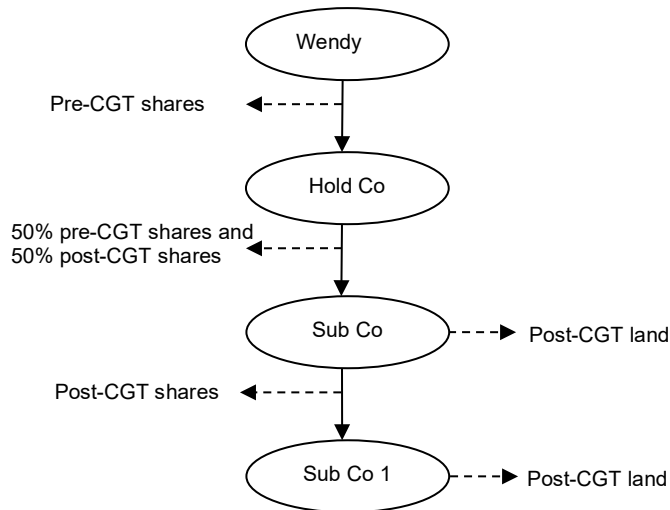 Wendy
Pre-CGT shares
Hold Co
50% pre-CGT shares and
50% post-CGT shares
Sub Co
Post-CGT land
Post-CGT shares
Sub Co 1
Post-CGT land